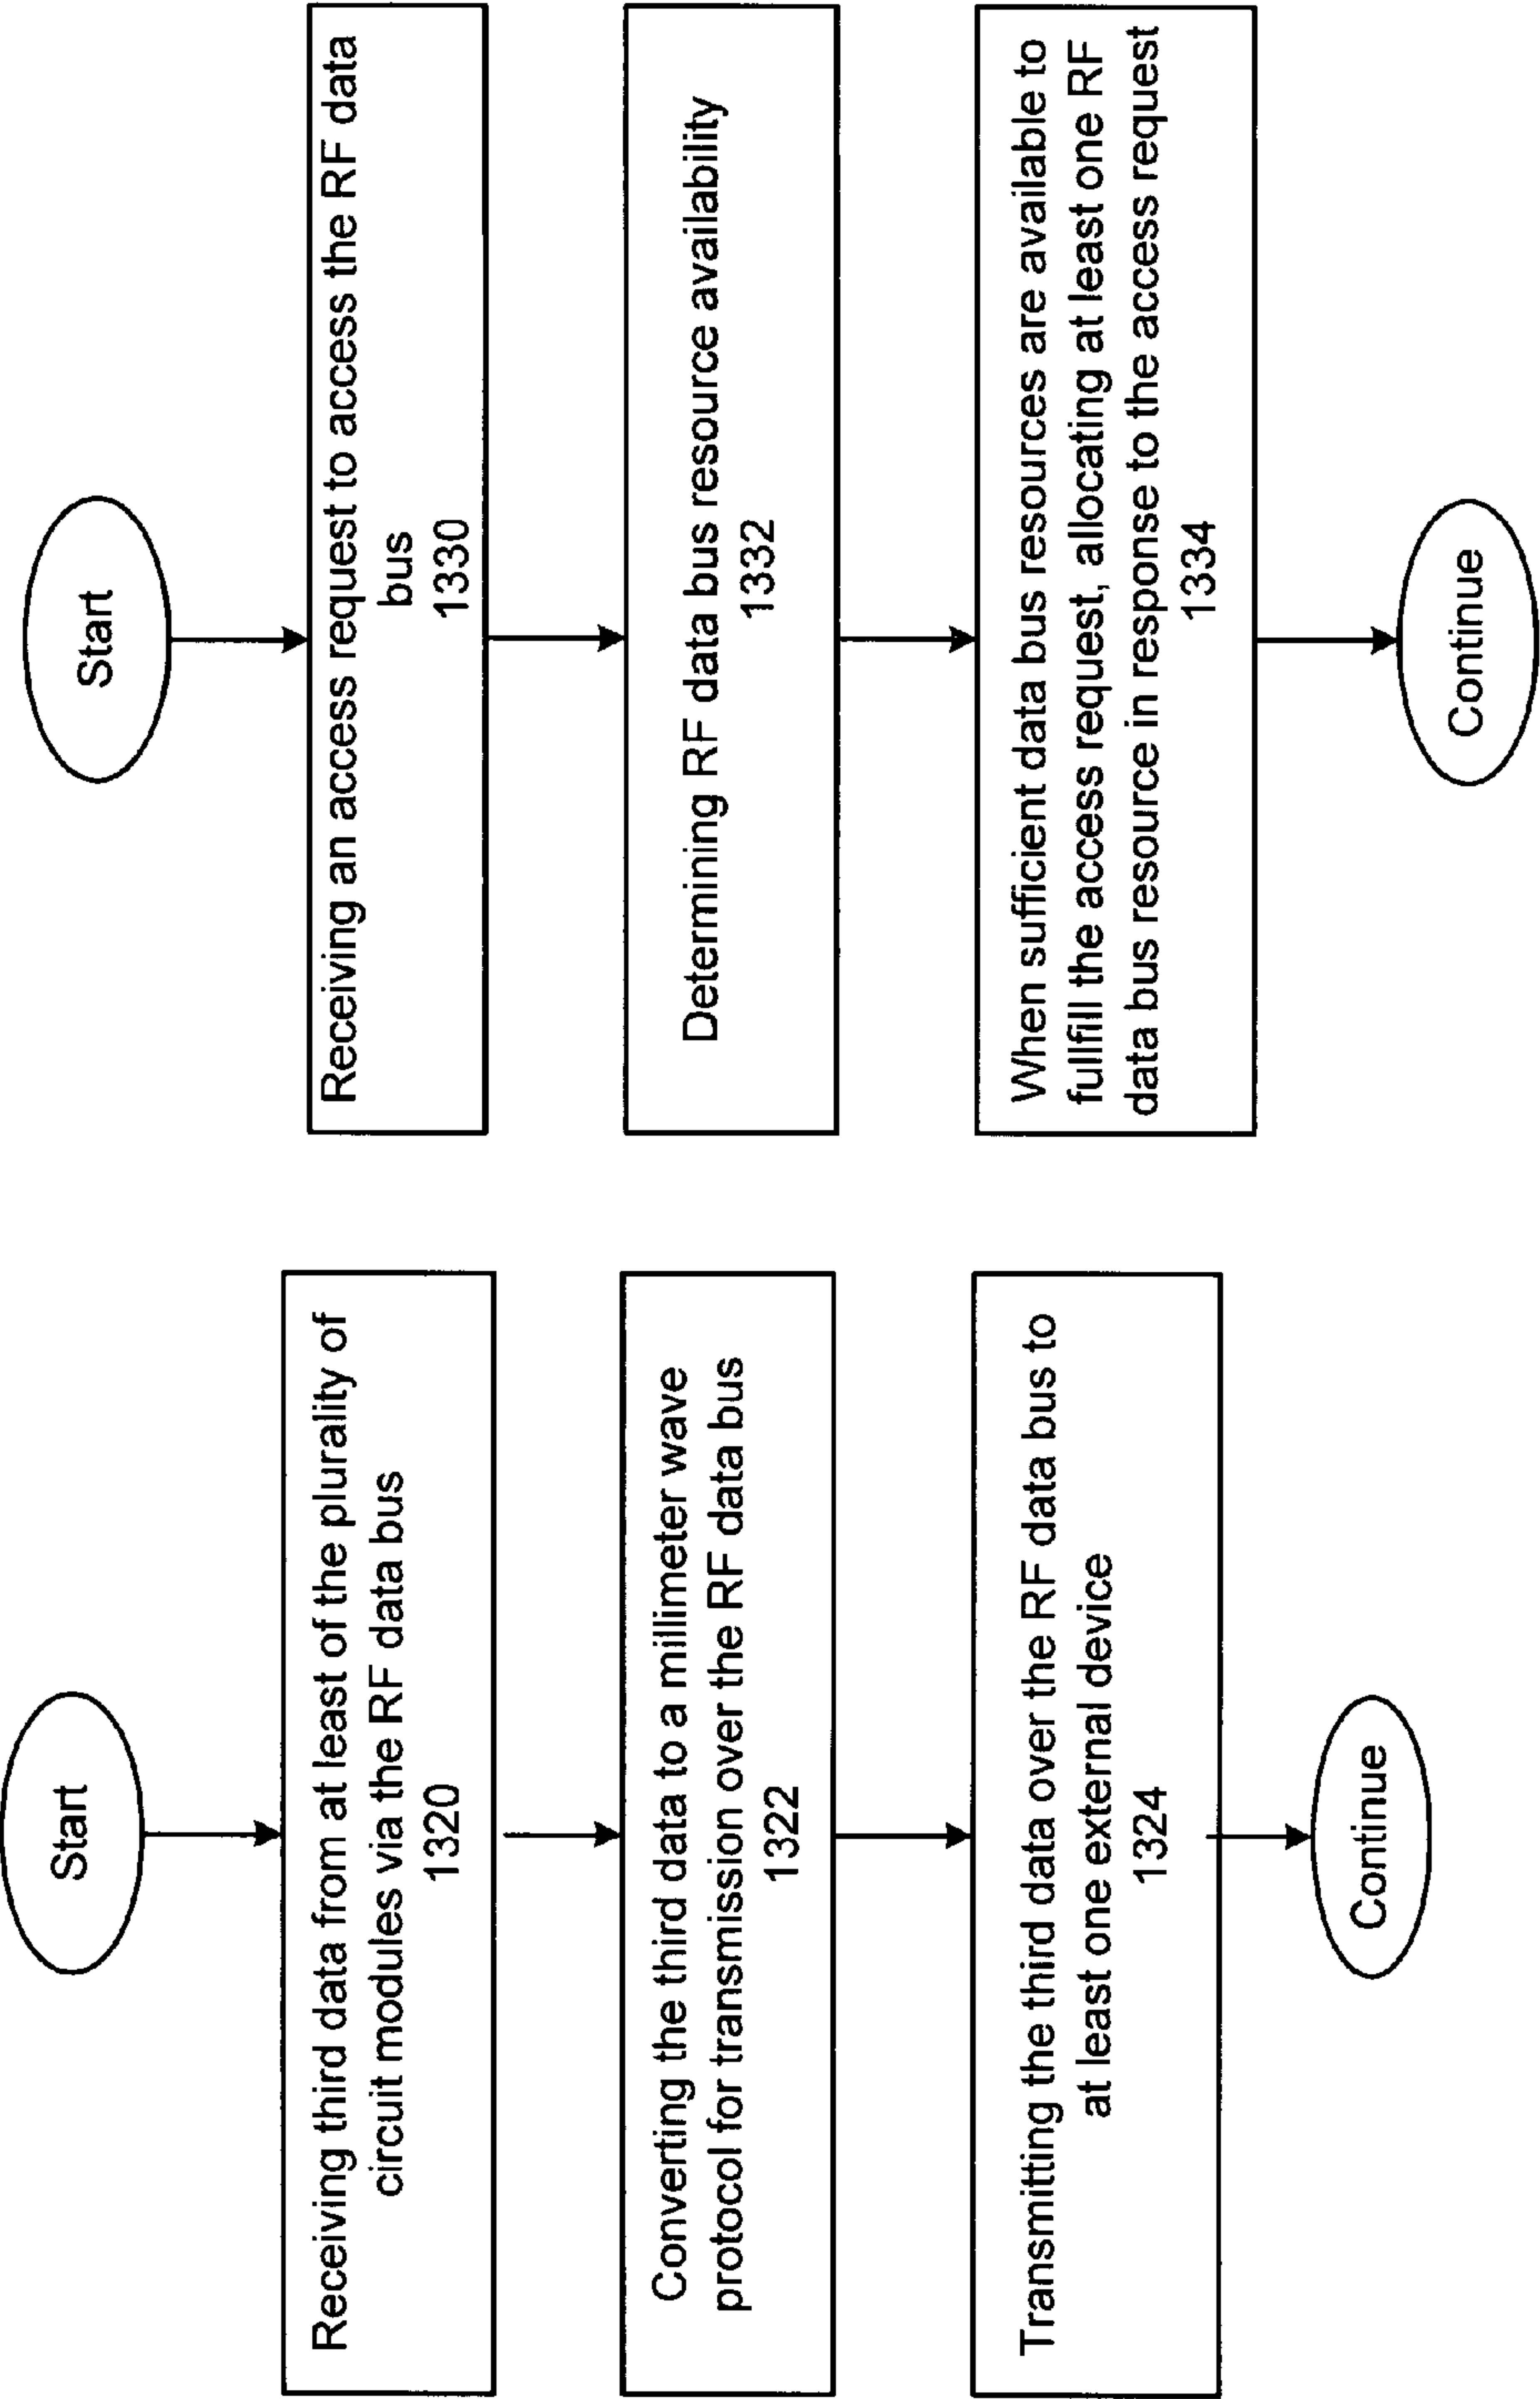 Start
Receiving third data from at least of the plurality of
circuit modules via the RF data bus
1320
Converting the third data to a millimeter wave
protocol for transmission over the RF data bus
1322
Transmitting the third data over the RF data bus to
at least one external device
1324
Continue
Start
Receiving an access request to access the RF data
bus
1330
Determining RF data bus resource availability
1332
When sufficient data bus resources are available to
fullfill the access request, allocating at least one RF
data bus resource in response to the access request
1334
Continue